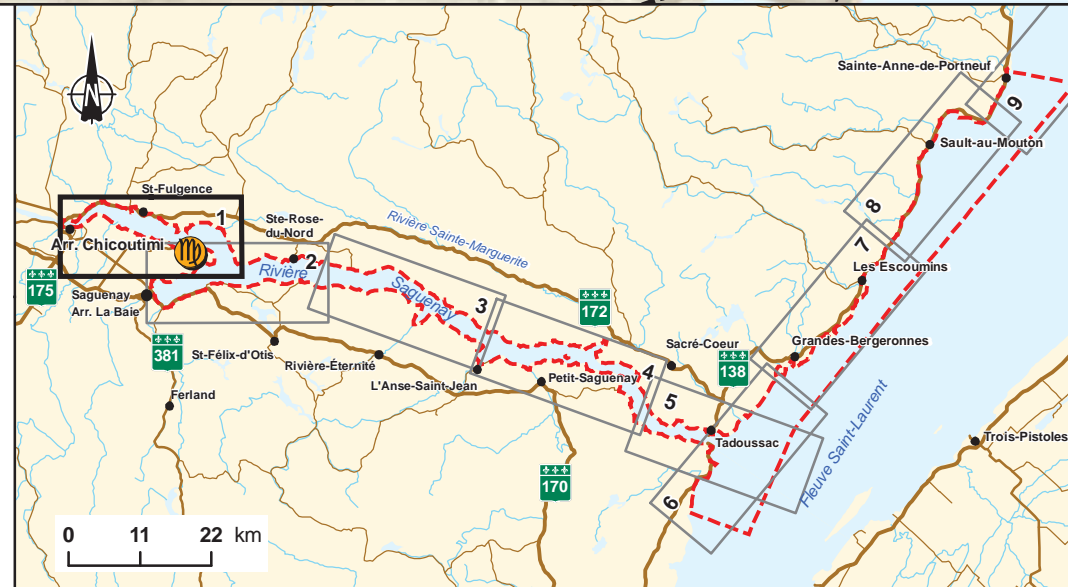 N
Sainte-Anne-de-Portneuf
9
Sault-au-Mouton
St-Fulgence
1
8
Ste-Rose-
du-Nord
Rivière Sainte-Marguerite
Arr. Chicoutimi
7
2
Rivière
Les Escoumins
175
Saguenay
Saguenay
Arr. La Baie
3
172
381
St-Félix-d'Otis
Sacré-Coeur
Grandes-Bergeronnes
138
Rivière-Éternité
4
L'Anse-Saint-Jean
Petit-Saguenay
5
Ferland
Fleuve Saint-Laurent
Tadoussac
Trois-Pistoles
170
6
0 11 22 km